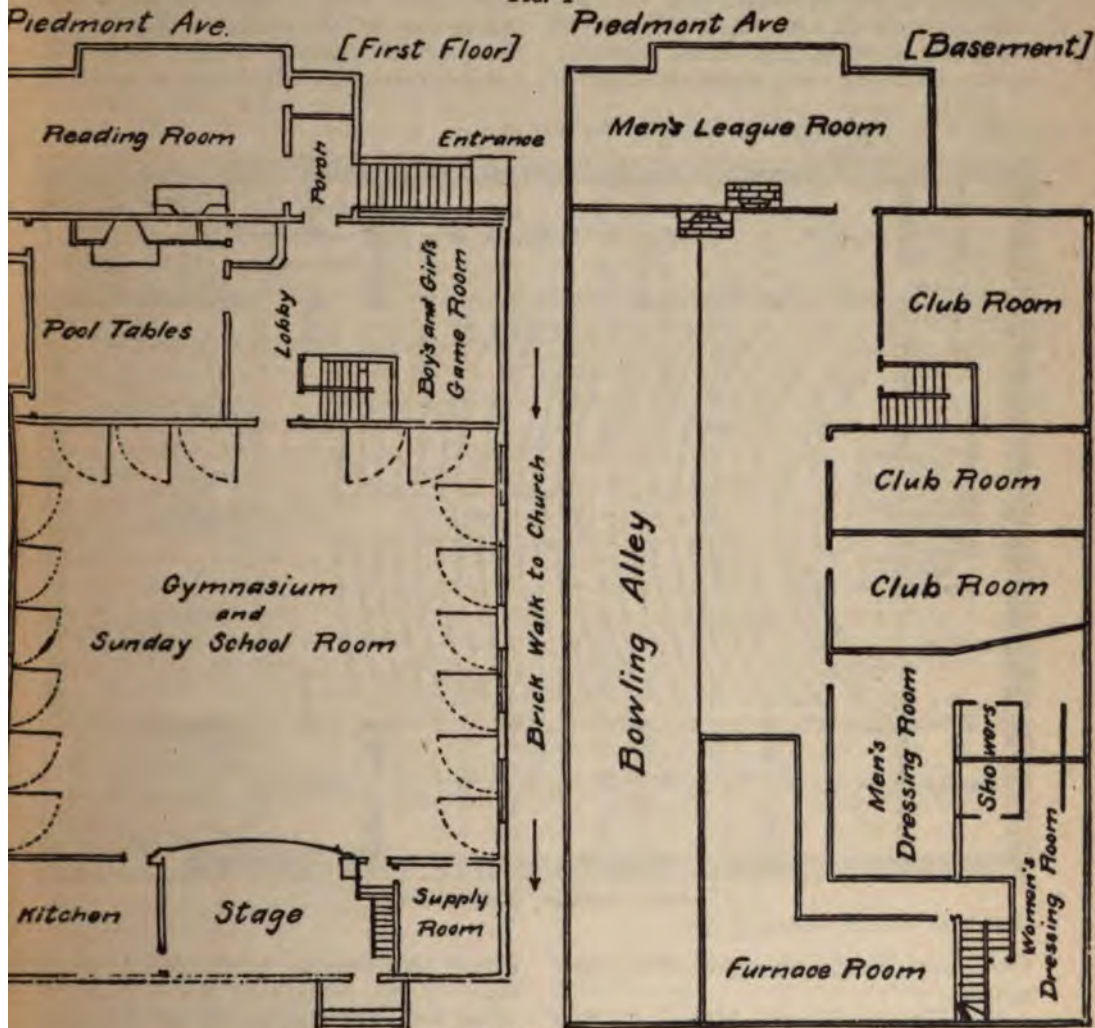 Piedmont Ave.
[First Floor]
Reading Room
Porch
Entrance
Pool Tables
Lobby
Boy's and Girl's
Game Room
Gymnasium
and
Sunday School Room
Brick Walk to Church
Kitchen
Stage
Supply
Room
Piedmont Ave
[Basement]
Men's League Room
Club Room
Club Room
Club Room
Bowling Alley
Men's
Dressing Room
Showers
Women's
Dressing Room
Furnace Room